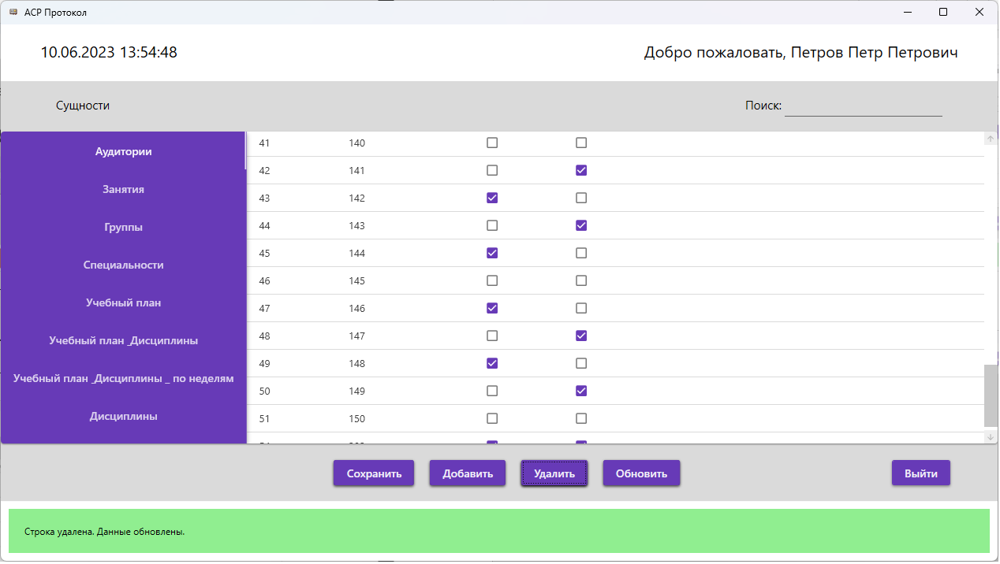 АСР Протокол
10.06.2023 13:54:48
Добро пожаловать, Петров Петр Петрович
Сущности
Поиск:
Аудитории
Занятия
Группы
Специальности
Учебный план
Учебный план _Дисциплины
Учебный план _Дисциплины _ по неделям
Дисциплины
41 140
42 141
43 142
44 143
45 144
46 145
47 146
48 147
49 148
50 149
51 150
Сохранить
Добавить
Удалить
Обновить
Выйти
Строка удалена. Данные обновлены.